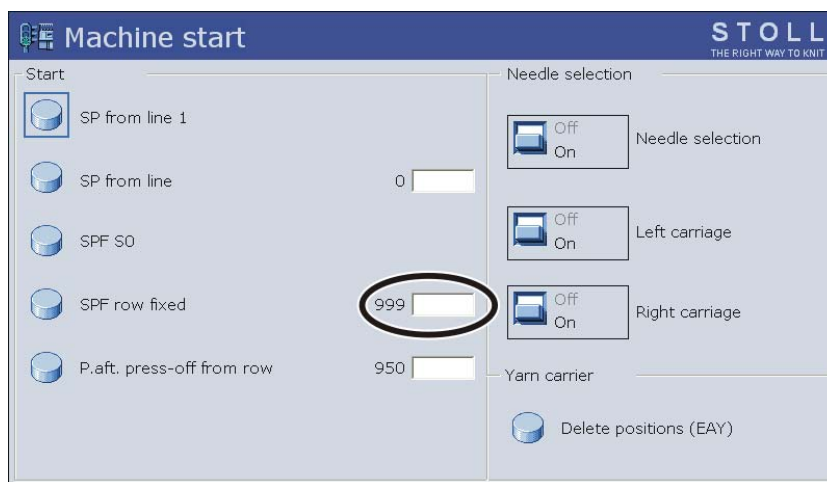 Machine start
STOLL
THE RIGHT WAY TO KNIT
Start
SP from line 1
SP from line 0
SPF S0
SPF row fixed 999
P.aft. press-off from row 950
Needle selection
Off
On
Needle selection
Off
On
Left carriage
Off
On
Right carriage
Yarn carrier
Delete positions (EAY)